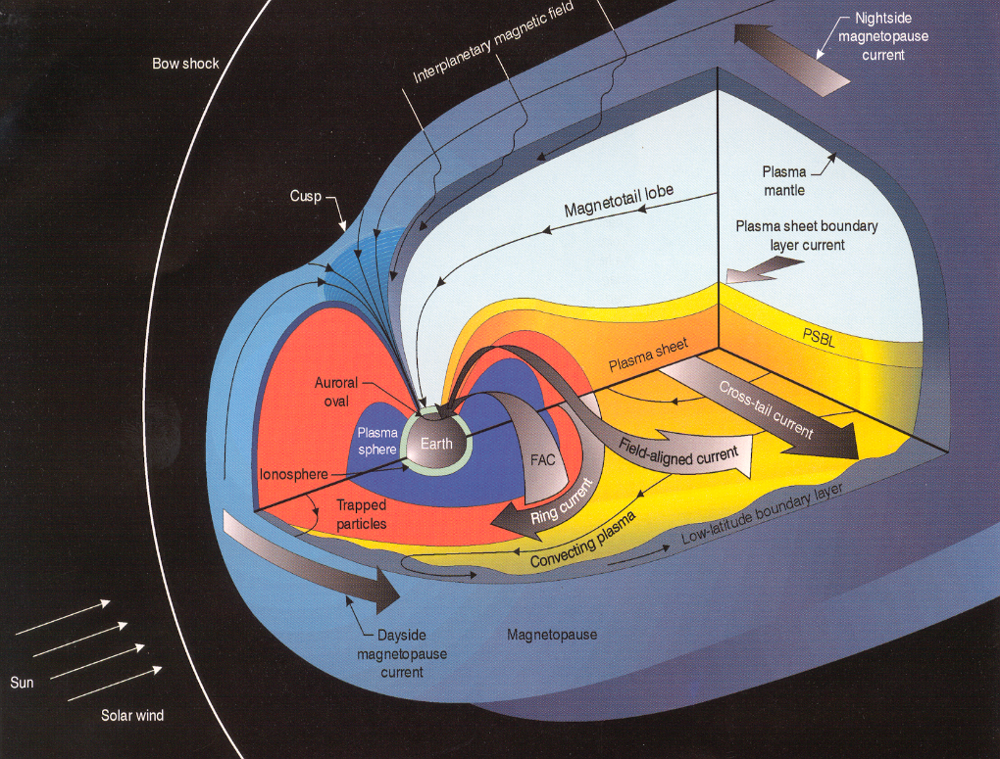 Nightside
magnetopause
current
Interplanetary magnetic field
Bow shock
Plasma
mantle
Cusp
Magnetotail lobe
Plasma sheet boundary
layer current
PSBL
Plasma sheet
Auroral
oval
Cross-tail current
Plasma
sphere
Earth
Field-aligned current
FAC
Ionosphere
Ring current
Trapped
particles
Low-latitude boundary layer
Convecting plasma
Dayside
magnetopause
current
Magnetopause
Sun
Solar wind